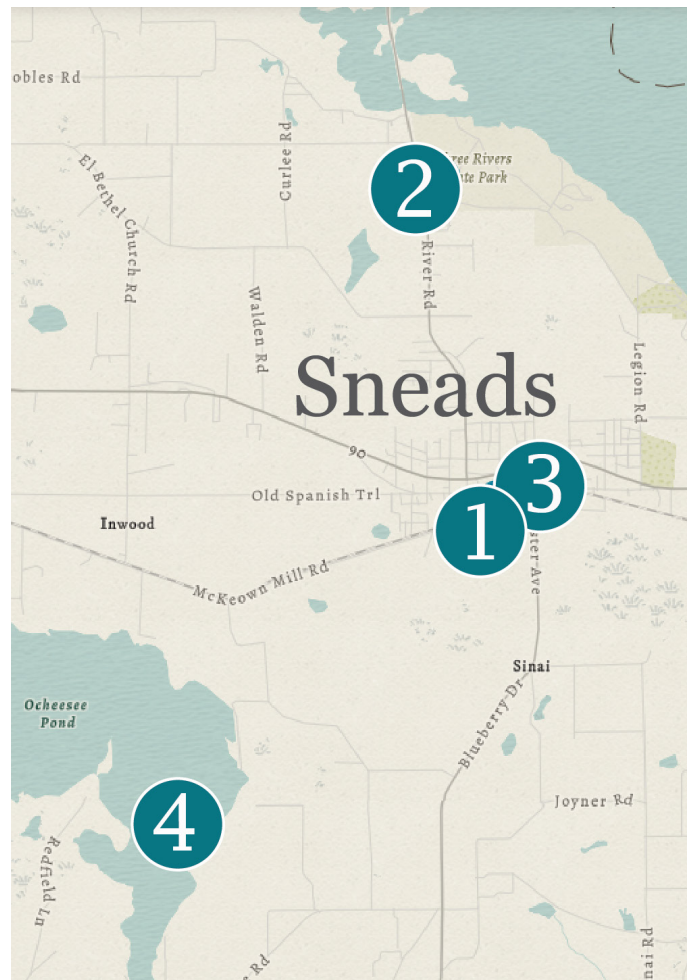 obles Rd
Curlee Rd
2
ree Rivers
te Park
El Bethel Church Rd
River Rd
Walden Rd
Legion Rd
Sneads
90
3
Old Spanish Trl
1
Inwood
ster Ave
McKeown Mill Rd
Sinai
Ocheesee
Pond
Blueberry Dr
Joyner Rd
4
Redfield Ln
Rd
nai Rd